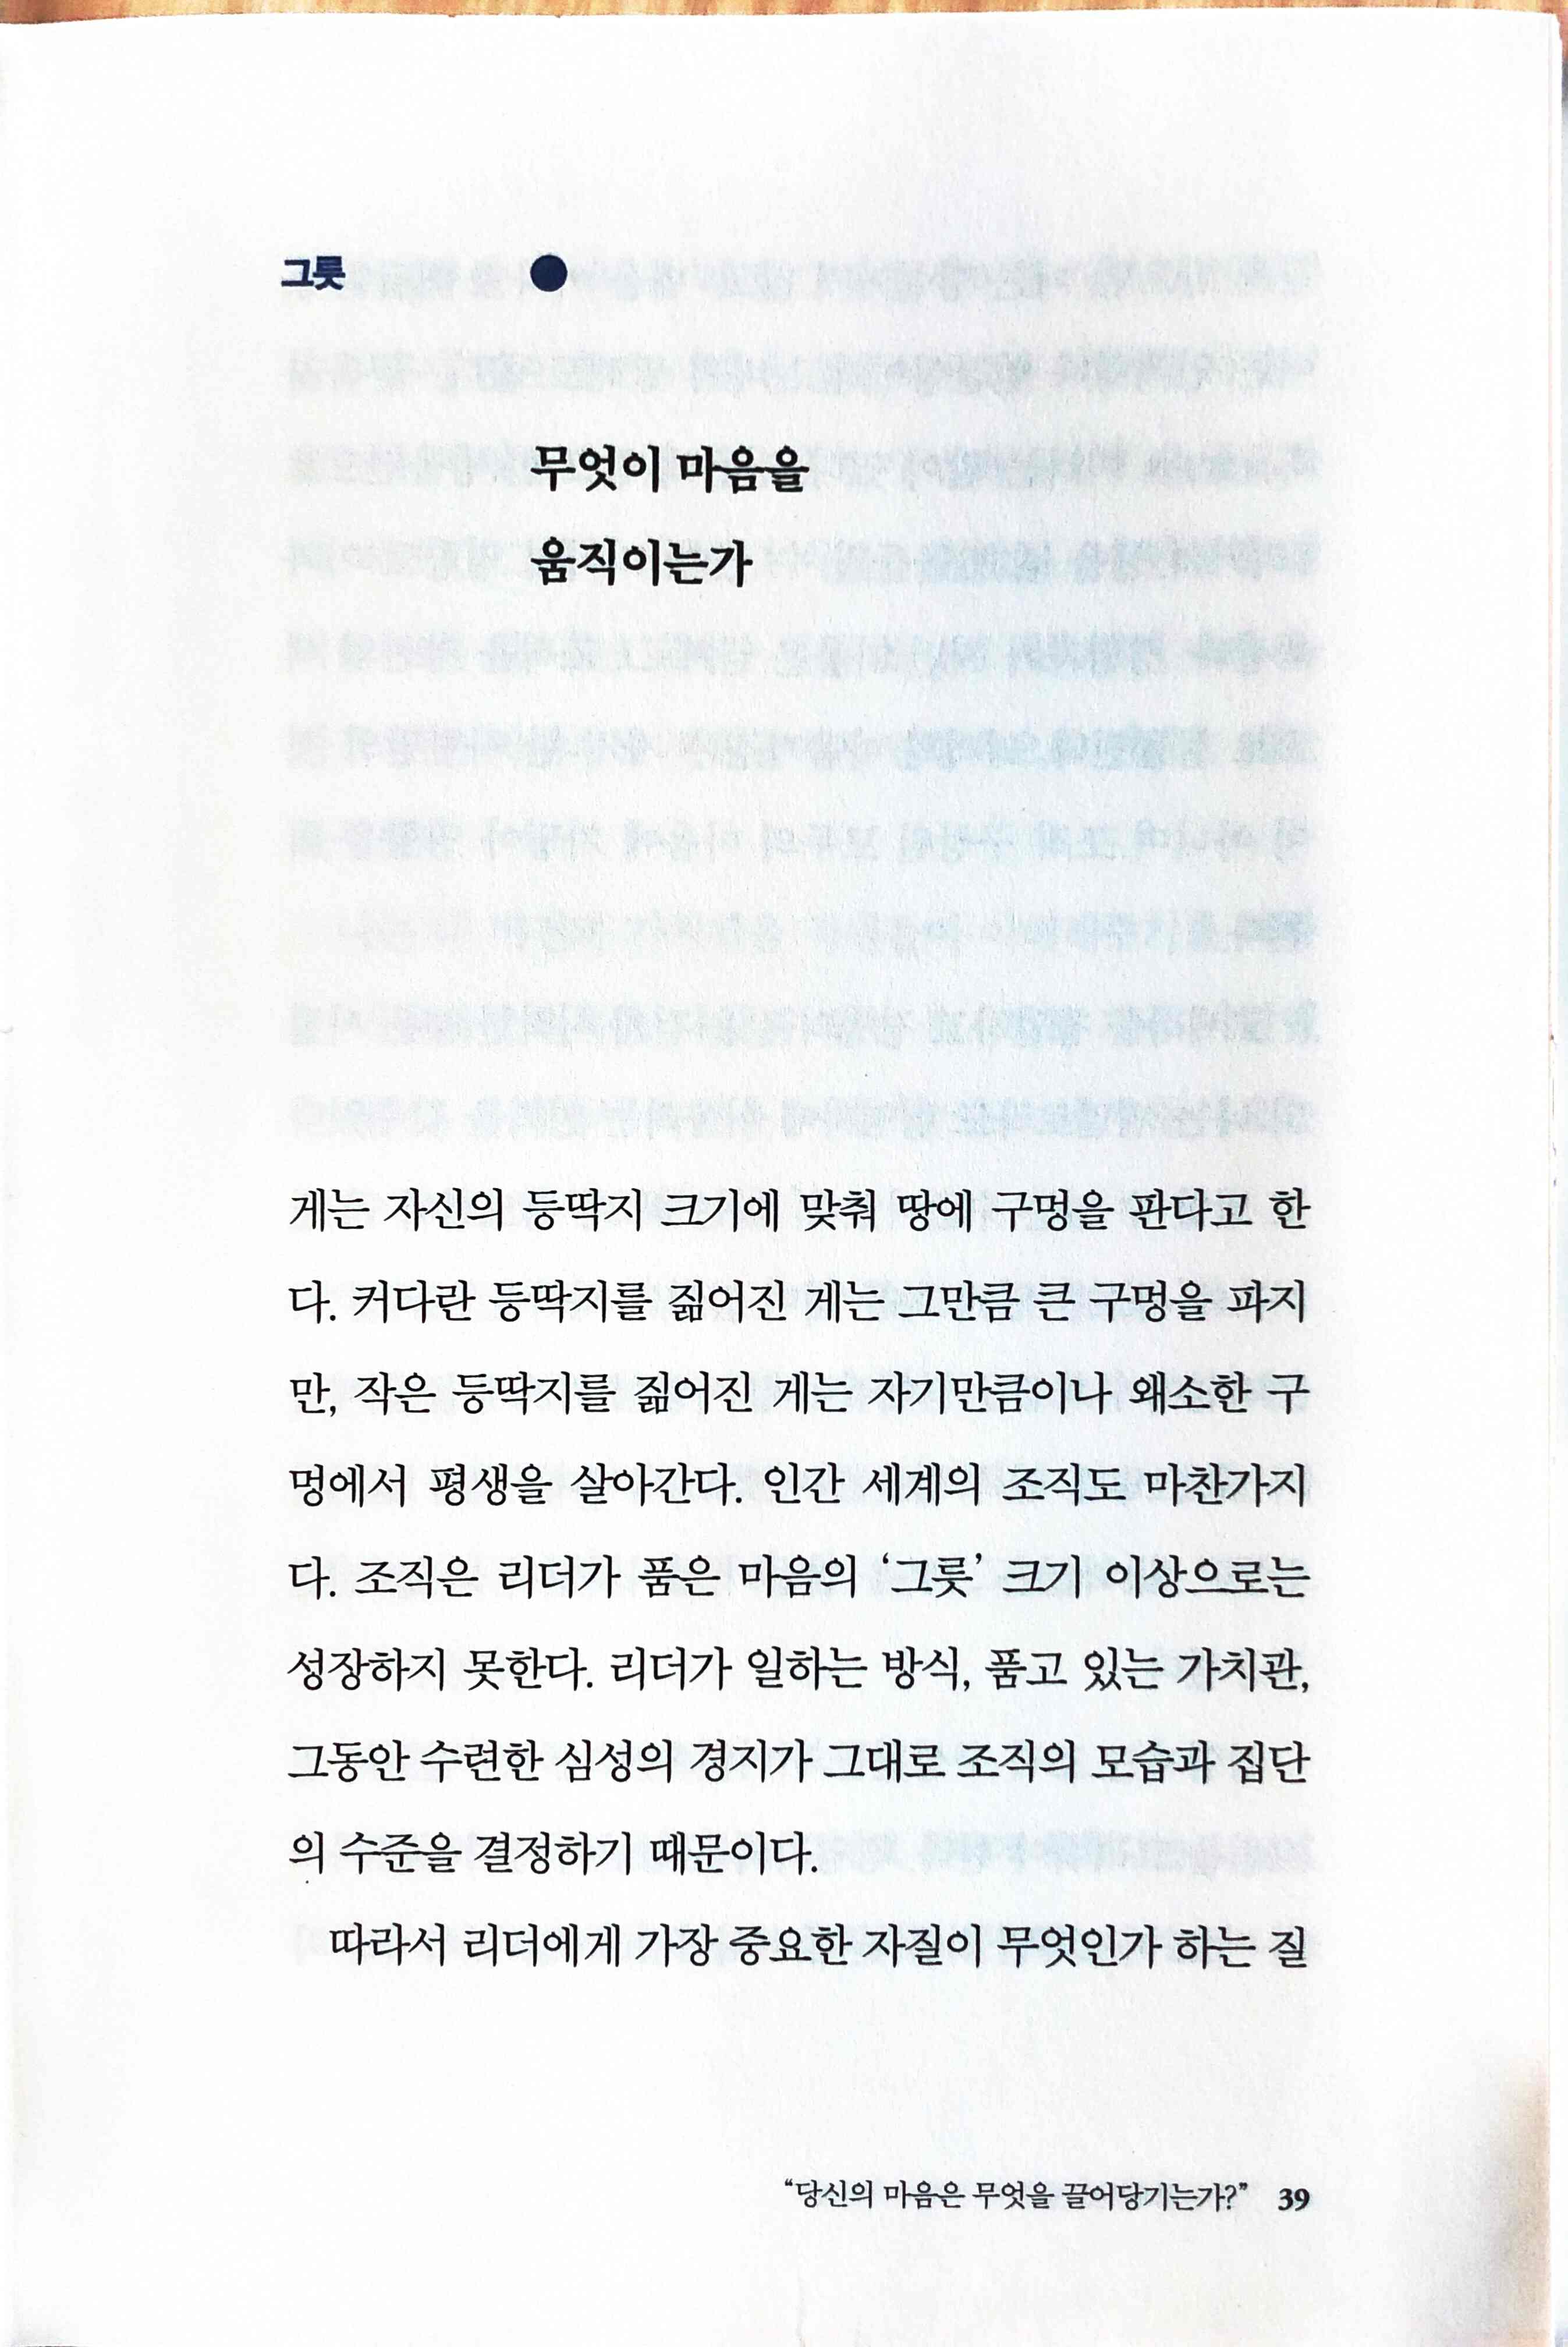 그릇 ●
무엇이 마음을
움직이는가
게는 자신의 등딱지 크기에 맞춰 땅에 구멍을 판다고 한
다. 커다란 등딱지를 짊어진 게는 그만큼 큰 구멍을 파지
만, 작은 등딱지를 짊어진 게는 자기만큼이나 왜소한 구
멍에서 평생을 살아간다. 인간 세계의 조직도 마찬가지
다. 조직은 리더가 품은 마음의 ‘그릇’ 크기 이상으로는
성장하지 못한다. 리더가 일하는 방식, 품고 있는 가치관,
그동안 수련한 심성의 경지가 그대로 조직의 모습과 집단
의 수준을 결정하기 때문이다.
따라서 리더에게 가장 중요한 자질이 무엇인가 하는 질
“당신의 마음은 무엇을 끌어당기는가?” 39